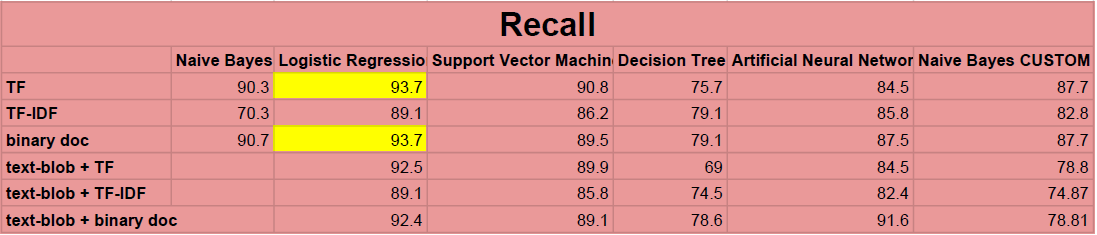 Recall
Naive Bayes Logistic Regressio Support Vector Machin Decision Tree Artificial Neural Networ Naive Bayes CUSTOM
TF 90.3 93.7 90.8 75.7 84.5 87.7
TF-IDF 70.3 89.1 86.2 79.1 85.8 82.8
binary doc 90.7 93.7 89.5 79.1 87.5 87.7
text-blob + TF 92.5 89.9 69 84.5 78.8
text-blob + TF-IDF 89.1 85.8 74.5 82.4 74.87
text-blob + binary doc 92.4 89.1 78.6 91.6 78.81